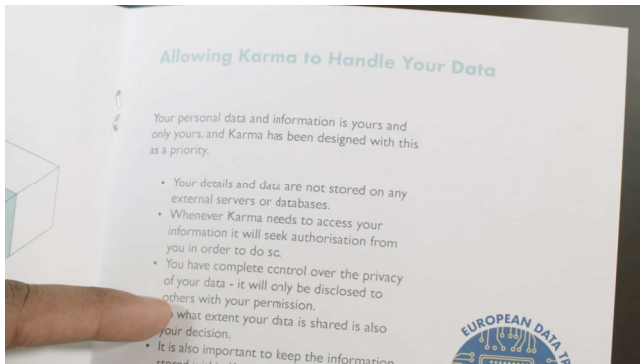 Allowing Karma to Handle Your Data
Your personal data and information is yours and
only yours, and Karma has been designed with this
as a priority.
• Your details and data are not stored on any
external servers or databases.
• Whenever Karma needs to access your
information it will seek authorisation from
you in order to do so.
• You have complete control over the privacy
of your data - it will only be disclosed to
others with your permission.
what extent your data is shared is also
your decision.
• It is also important to keep the information
EUROPEAN DATA